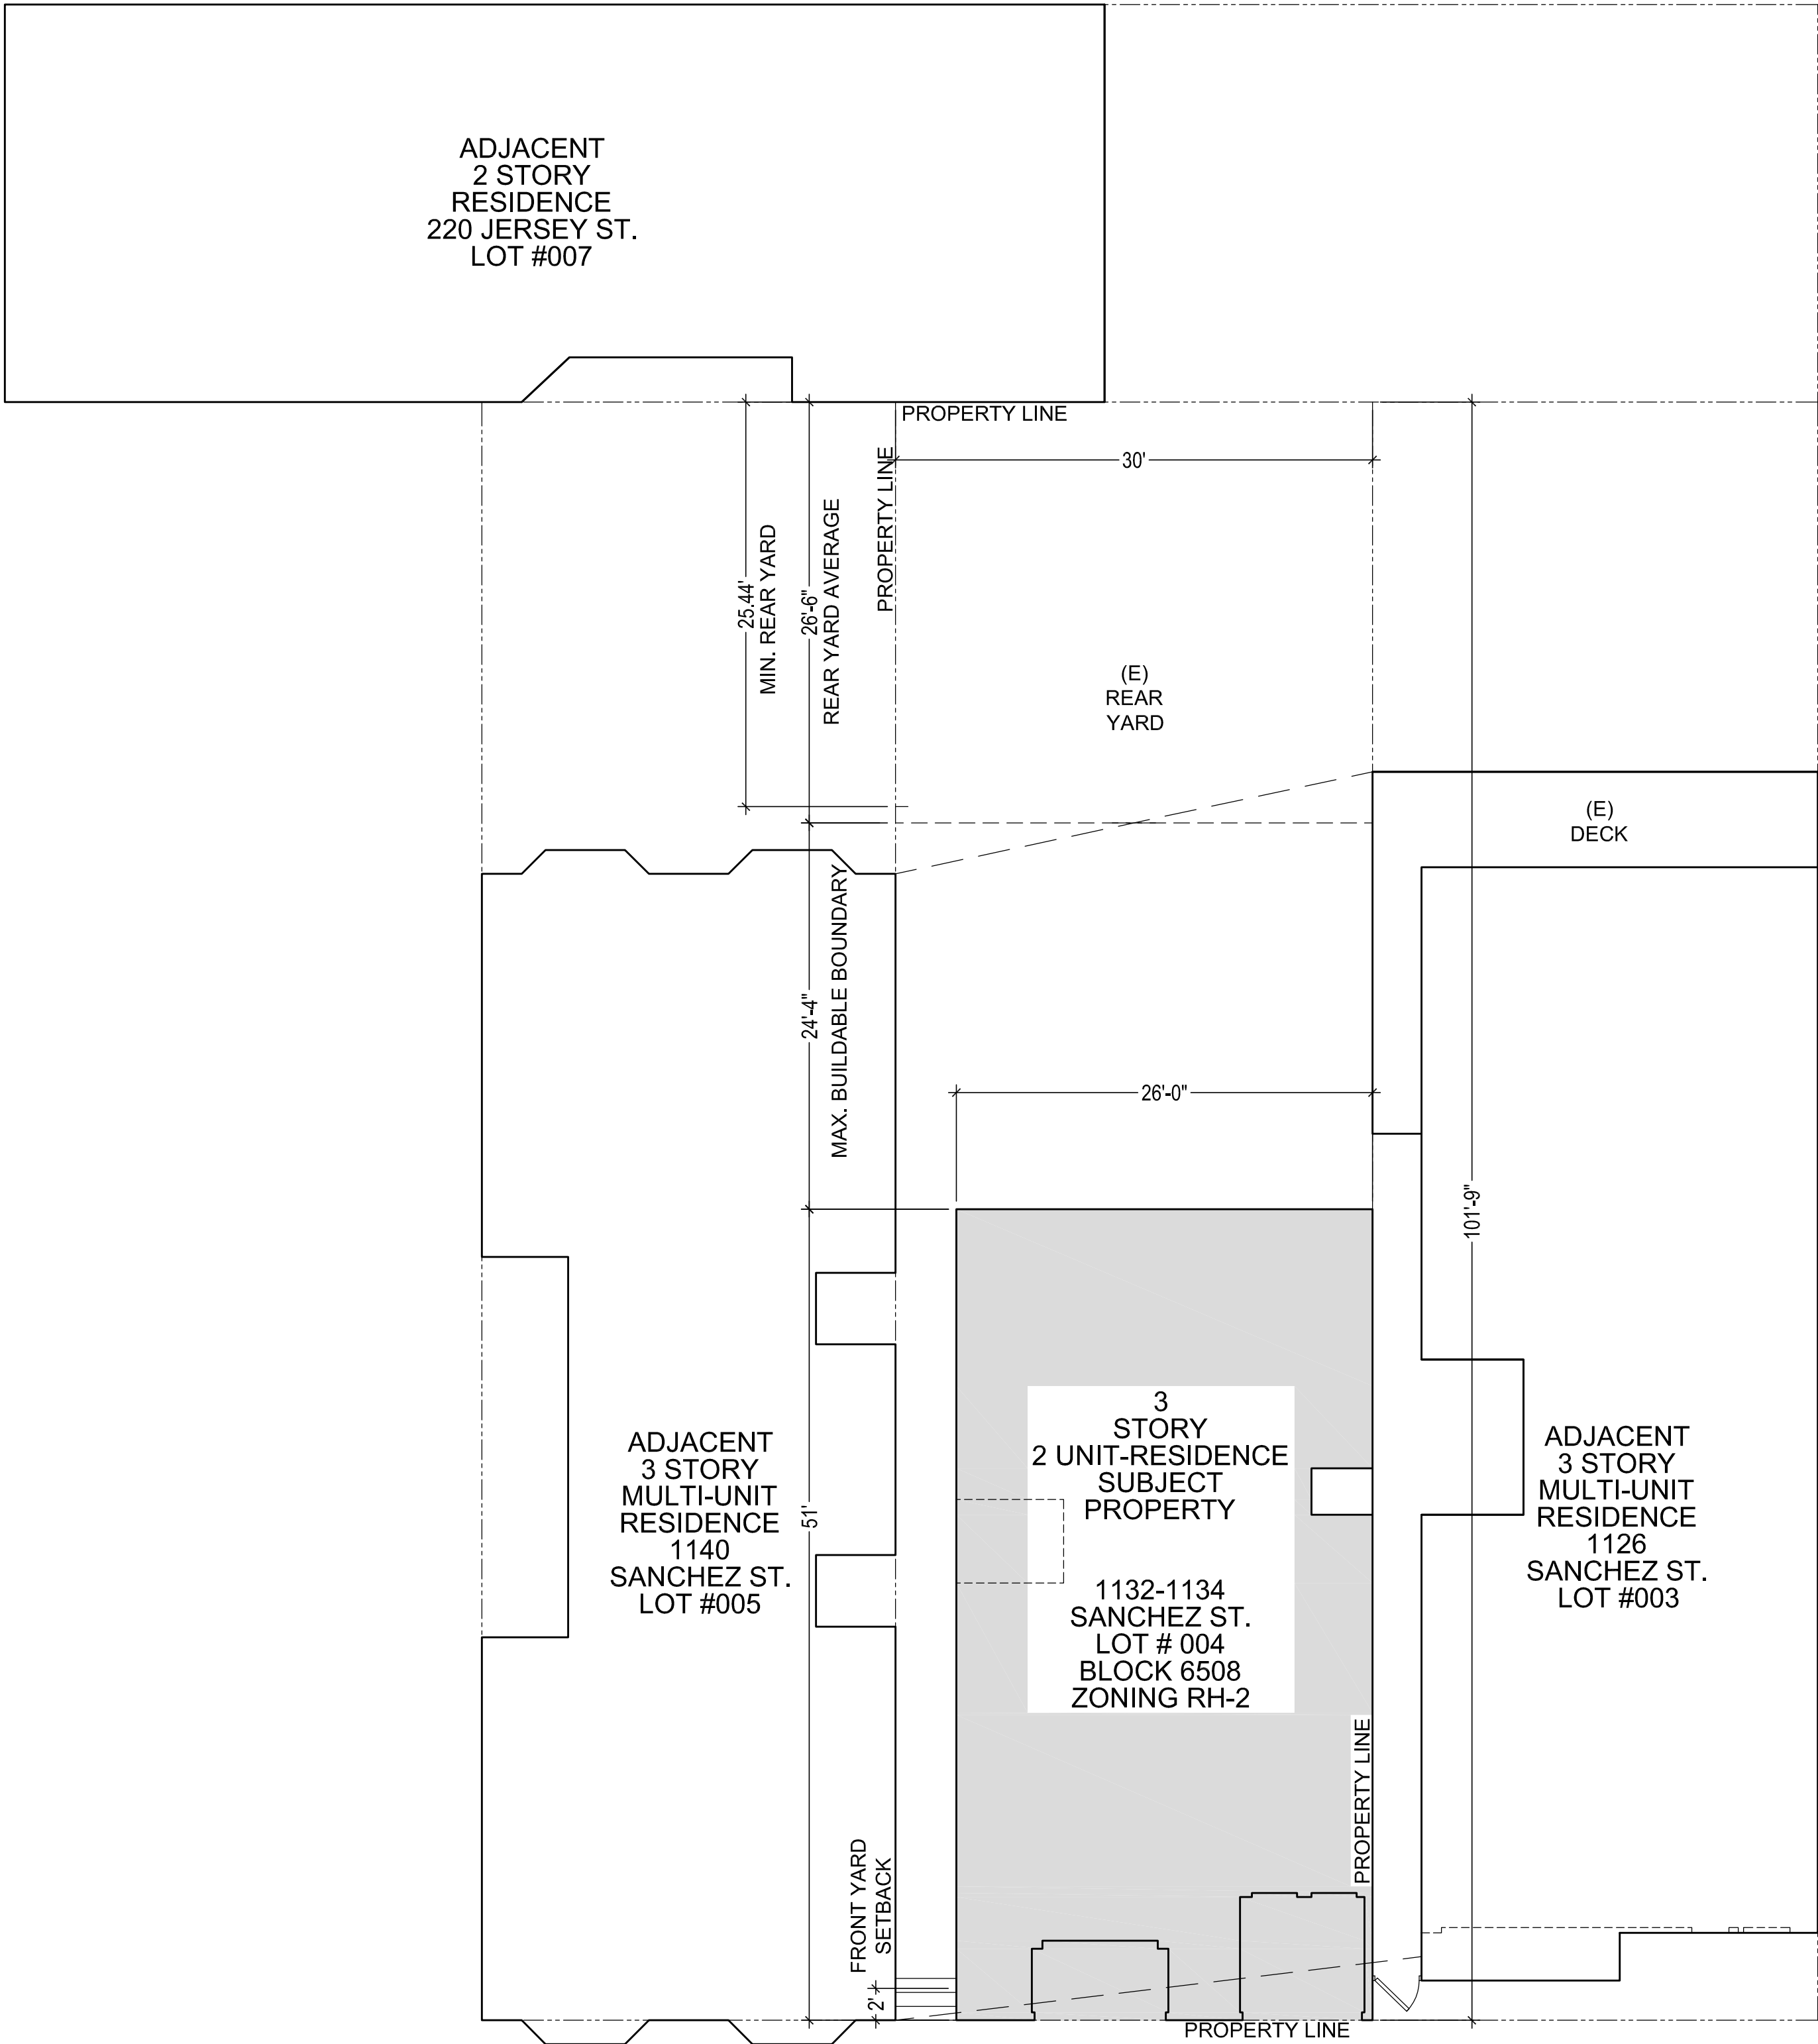 ADJACENT
2 STORY
RESIDENCE
220 JERSEY ST.
LOT #007
PROPERTY LINE
PROPERTY LINE
30'
25.44'
MIN. REAR YARD
26'-6"
REAR YARD AVERAGE
(E)
REAR
YARD
(E)
DECK
24'-4"
MAX. BUILDABLE BOUNDARY
26'-0"
101'-9"
51'
ADJACENT
3 STORY
MULTI-UNIT
RESIDENCE
1140
SANCHEZ ST.
LOT #005
3
STORY
2 UNIT-RESIDENCE
SUBJECT
PROPERTY
1132-1134
SANCHEZ ST.
LOT # 004
BLOCK 6508
ZONING RH-2
ADJACENT
3 STORY
MULTI-UNIT
RESIDENCE
1126
SANCHEZ ST.
LOT #003
PROPERTY LINE
FRONT YARD
SETBACK
2'
PROPERTY LINE